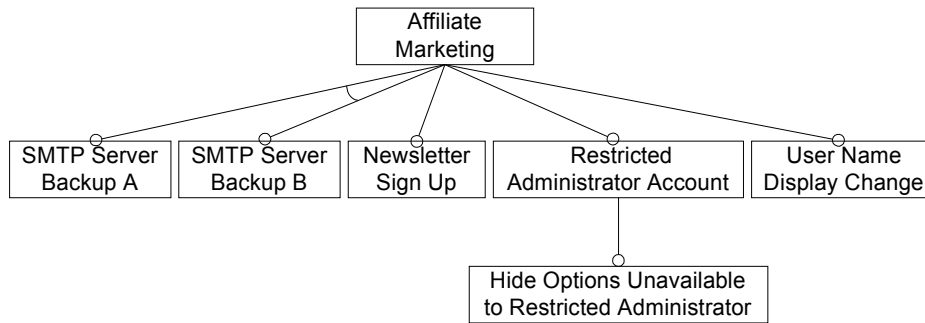 Affiliate
Marketing
SMTP Server
Backup A
SMTP Server
Backup B
Newsletter
Sign Up
Restricted
Administrator Account
User Name
Display Change
Hide Options Unavailable
to Restricted Administrator